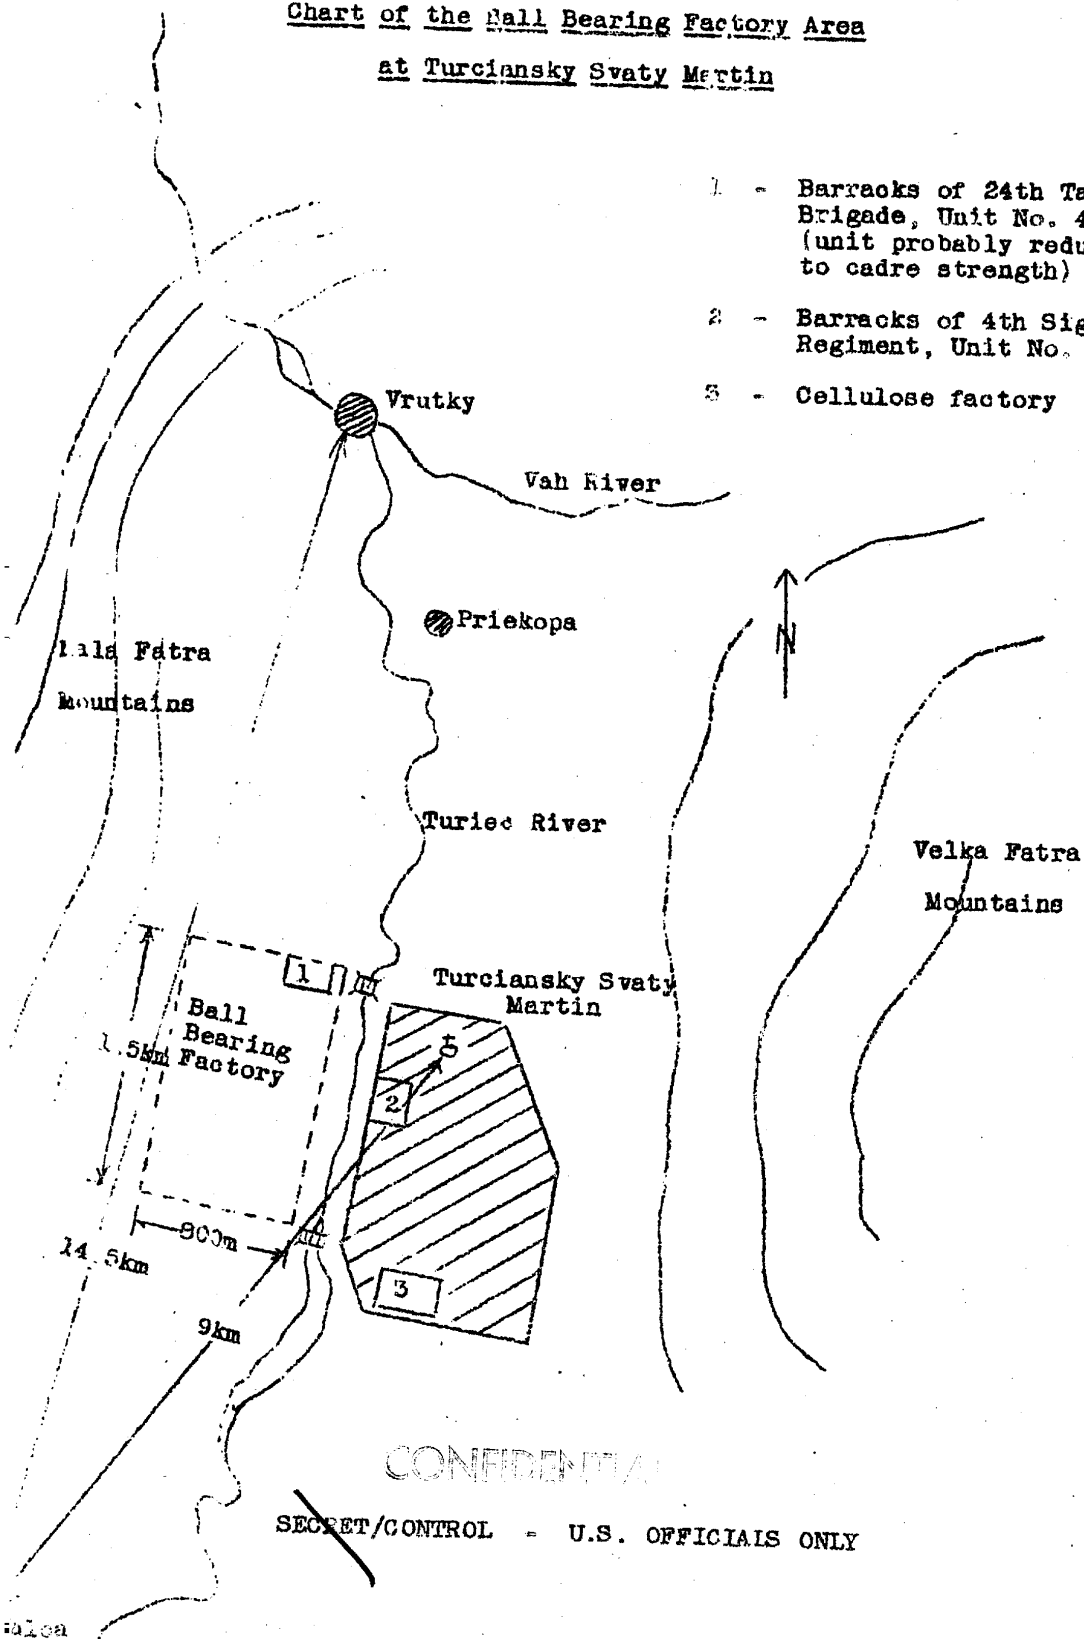 Chart of the Ball Bearing Factory Area
at Turciansky Svaty Martin
1 - Barracks of 24th Ta
Brigade, Unit No. 4
(unit probably redu
to cadre strength)
2 - Barracks of 4th Sig
Regiment, Unit No.
3 - Cellulose factory
Vrutky
Vah River
Priekopa
N
Mala Fatra
Mountains
Turiec River
Velka Fatra
Mountains
Turciansky Svaty
Martin
1
Ball
Bearing
Factory
1.5km
2
800m
14.5km
3
9km
CONFIDENTIAL
SECRET/CONTROL - U.S. OFFICIALS ONLY